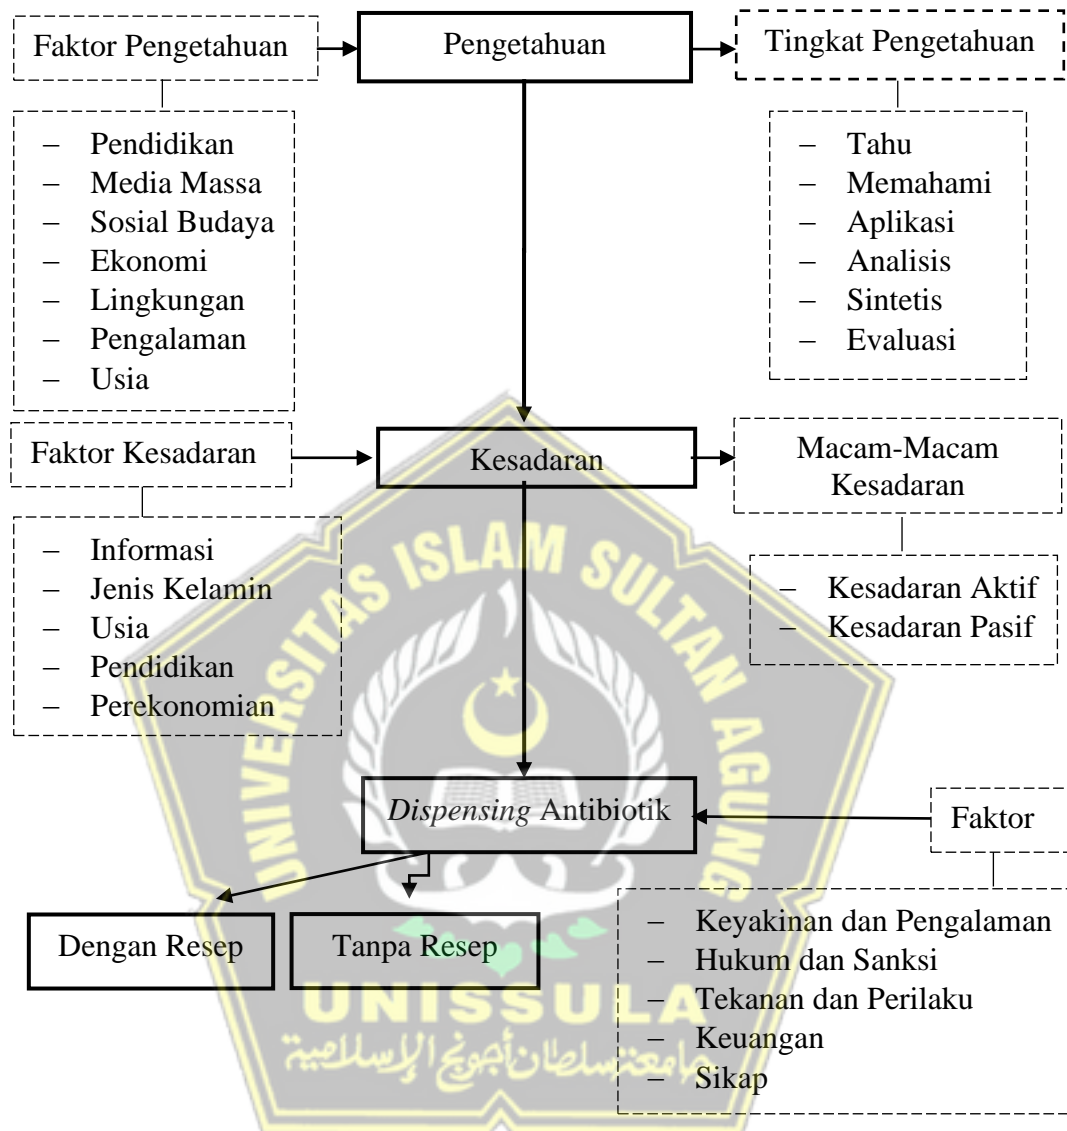 Faktor Pengetahuan
Pengetahuan
Tingkat Pengetahuan
– Pendidikan
– Media Massa
– Sosial Budaya
– Ekonomi
– Lingkungan
– Pengalaman
– Usia
– Tahu
– Memahami
– Aplikasi
– Analisis
– Sintetis
– Evaluasi
Faktor Kesadaran
Kesadaran
Macam-Macam
Kesadaran
– Informasi
– Jenis Kelamin
– Usia
– Pendidikan
– Perekonomian
– Kesadaran Aktif
– Kesadaran Pasif
UNIVERSITAS ISLAM SULTAN AGUNG
Dispensing Antibiotik
Faktor
Dengan Resep
Tanpa Resep
– Keyakinan dan Pengalaman
– Hukum dan Sanksi
– Tekanan dan Perilaku
– Keuangan
– Sikap
UNISSULA
جامعة سلطان أجونج الإسلامية